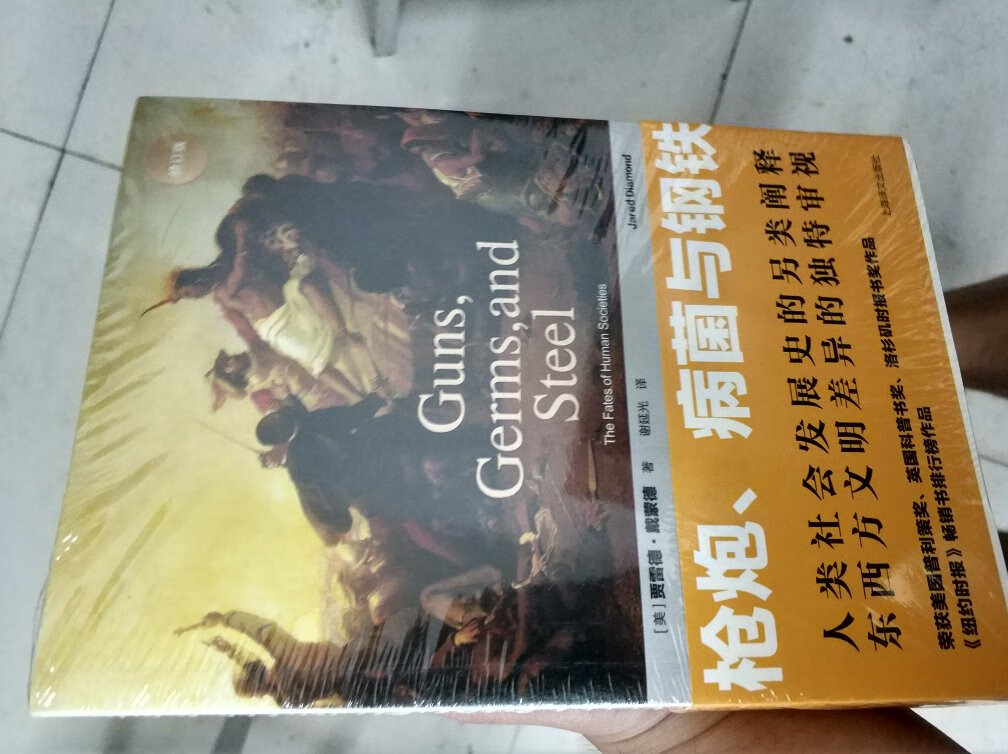 修订版
Guns,
Germs, and
Steel
The Fates of Human Societies
Jared Diamond
[美] 贾雷德·戴蒙德 著
谢延光 译
枪炮、病菌与钢铁
人类社会发展史的另类阐释
东西方文明差异的独特审视
荣获美国普利策奖、英国科普书奖、洛杉矶时报书奖作品
《纽约时报》畅销书排行榜作品
上海译文出版社